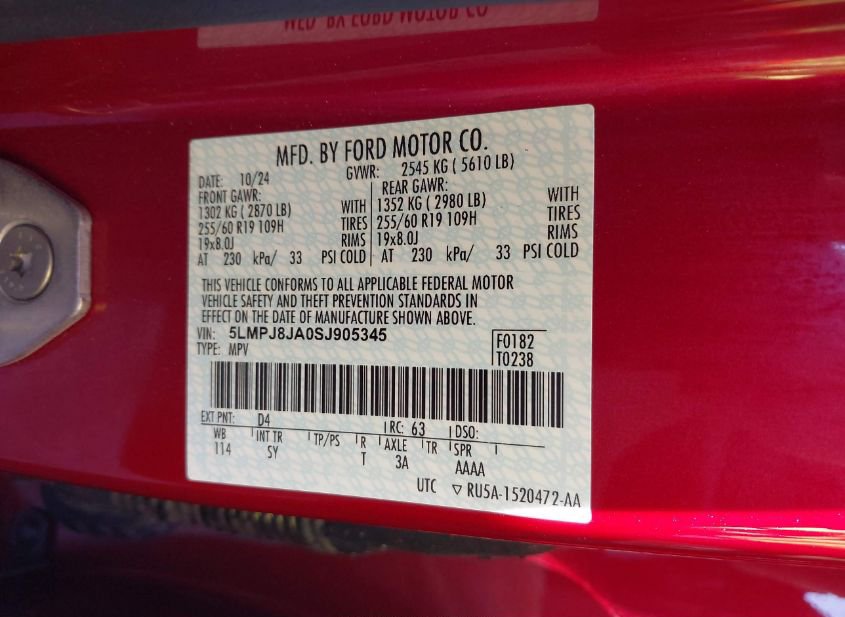 MFD. BY FORD MOTOR CO.
DATE: 10/24 GVWR: 2545 KG ( 5610 LB)
FRONT GAWR: REAR GAWR:
1302 KG ( 2870 LB) WITH 1352 KG ( 2980 LB) WITH
255/60 R19 109H TIRES 255/60 R19 109H TIRES
19x8.0J RIMS 19x8.0J RIMS
AT 230 kPa/ 33 PSI COLD AT 230 kPa/ 33 PSI COLD
THIS VEHICLE CONFORMS TO ALL APPLICABLE FEDERAL MOTOR
VEHICLE SAFETY AND THEFT PREVENTION STANDARDS IN
EFFECT ON THE DATE OF MANUFACTURE SHOWN ABOVE.
VIN: 5LMPJ8JA0SJ905345 F0182
TYPE: MPV T0238
EXT PNT: D4 RC: 63 DSO:
WB INT TR TP/PS R AXLE TR SPR
114 SY T 3A AAAA
UTC ▽ RU5A-1520472-AA